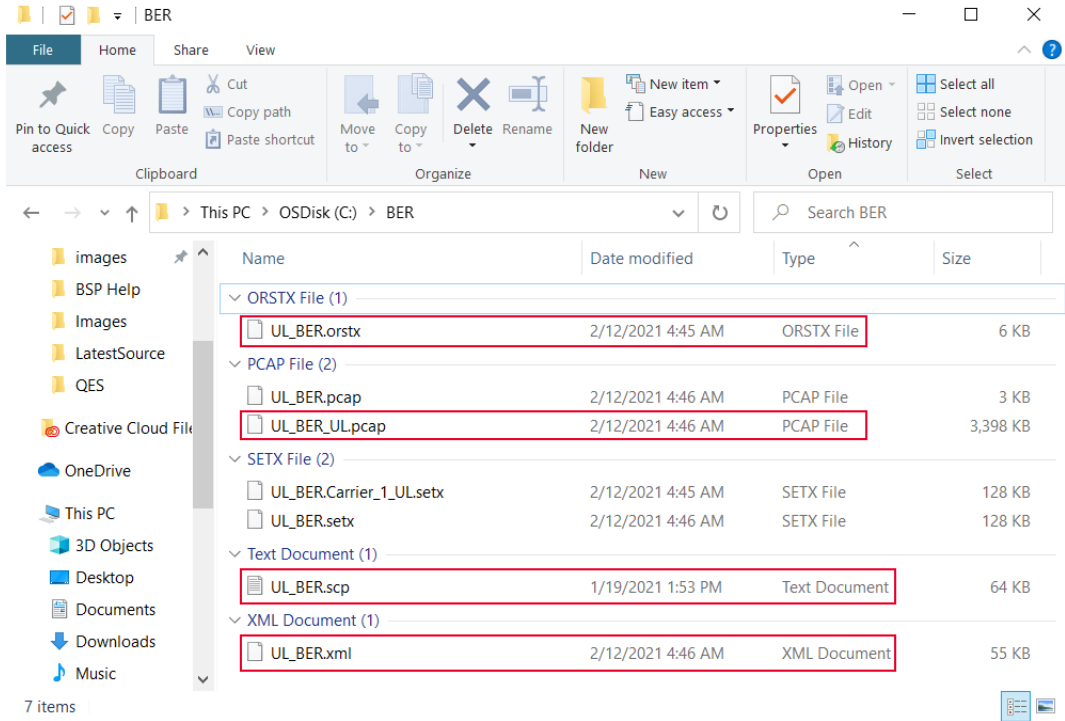 BER
File Home Share View
Pin to Quick access
Copy
Paste
Cut
Copy path
Paste shortcut
Move to
Copy to
Delete
Rename
New folder
New item
Easy access
Properties
Open
Edit
History
Select all
Select none
Invert selection
Clipboard Organize New Open Select
This PC > OSDisk (C:) > BER
Search BER
images
BSP Help
Images
LatestSource
QES
Creative Cloud File
OneDrive
This PC
3D Objects
Desktop
Documents
Downloads
Music
Name Date modified Type Size
ORSTX File (1)
UL_BER.orstx 2/12/2021 4:45 AM ORSTX File 6 KB
PCAP File (2)
UL_BER.pcap 2/12/2021 4:46 AM PCAP File 3 KB
UL_BER_UL.pcap 2/12/2021 4:46 AM PCAP File 3,398 KB
SETX File (2)
UL_BER.Carrier_1_UL.setx 2/12/2021 4:45 AM SETX File 128 KB
UL_BER.setx 2/12/2021 4:46 AM SETX File 128 KB
Text Document (1)
UL_BER.scp 1/19/2021 1:53 PM Text Document 64 KB
XML Document (1)
UL_BER.xml 2/12/2021 4:46 AM XML Document 55 KB
7 items